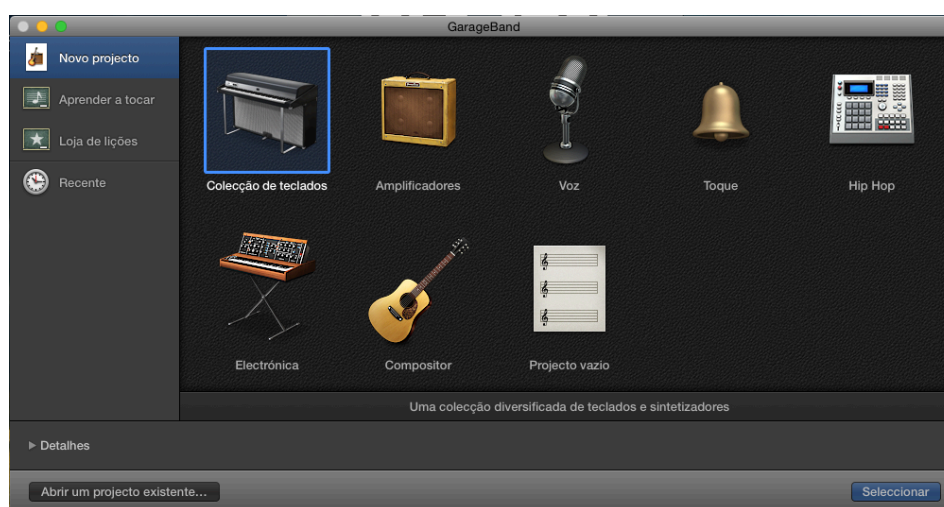 GarageBand
Novo projecto
Aprender a tocar
Loja de lições
Recente
Colecção de teclados
Amplificadores
Voz
Toque
Hip Hop
Electrónica
Compositor
Projecto vazio
Uma colecção diversificada de teclados e sintetizadores
Detalhes
Abrir um projecto existente...
Seleccionar